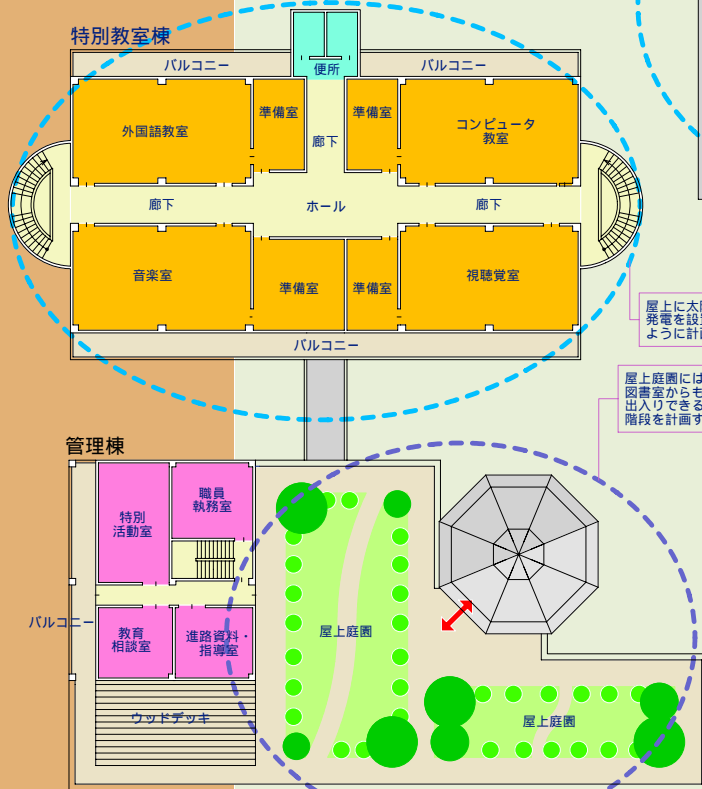 特別教室棟
バルコニー
バルコニー
便所
準備室
準備室
外国語教室
コンピュータ
教室
廊下
廊下
ホール
廊下
音楽室
準備室
準備室
視聴覚室
バルコニー
屋上に太
発電を設
ように計
屋上庭園には
図書室からも
出入りできる
階段を計画す
管理棟
職員
執務室
特別
活動室
バルコニー
教育
相談室
進路資料・
指導室
屋上庭園
ウッドデッキ
屋上庭園